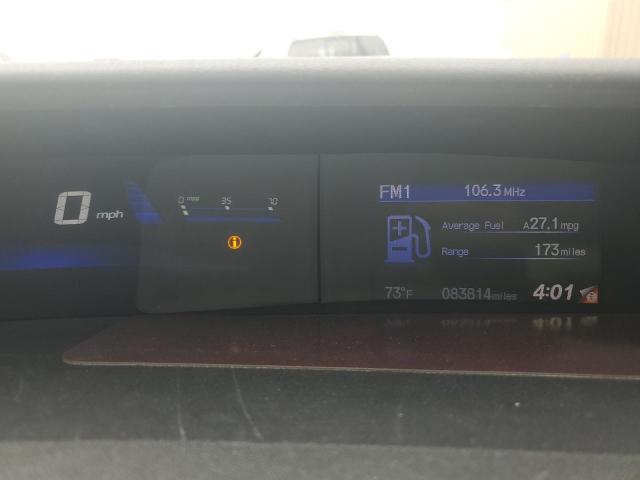 FM1 106.3 MHz
0 mph
0 mpg 35 70
Average Fuel A27.1 mpg
Range 173 miles
73°F 083814 miles 4:01